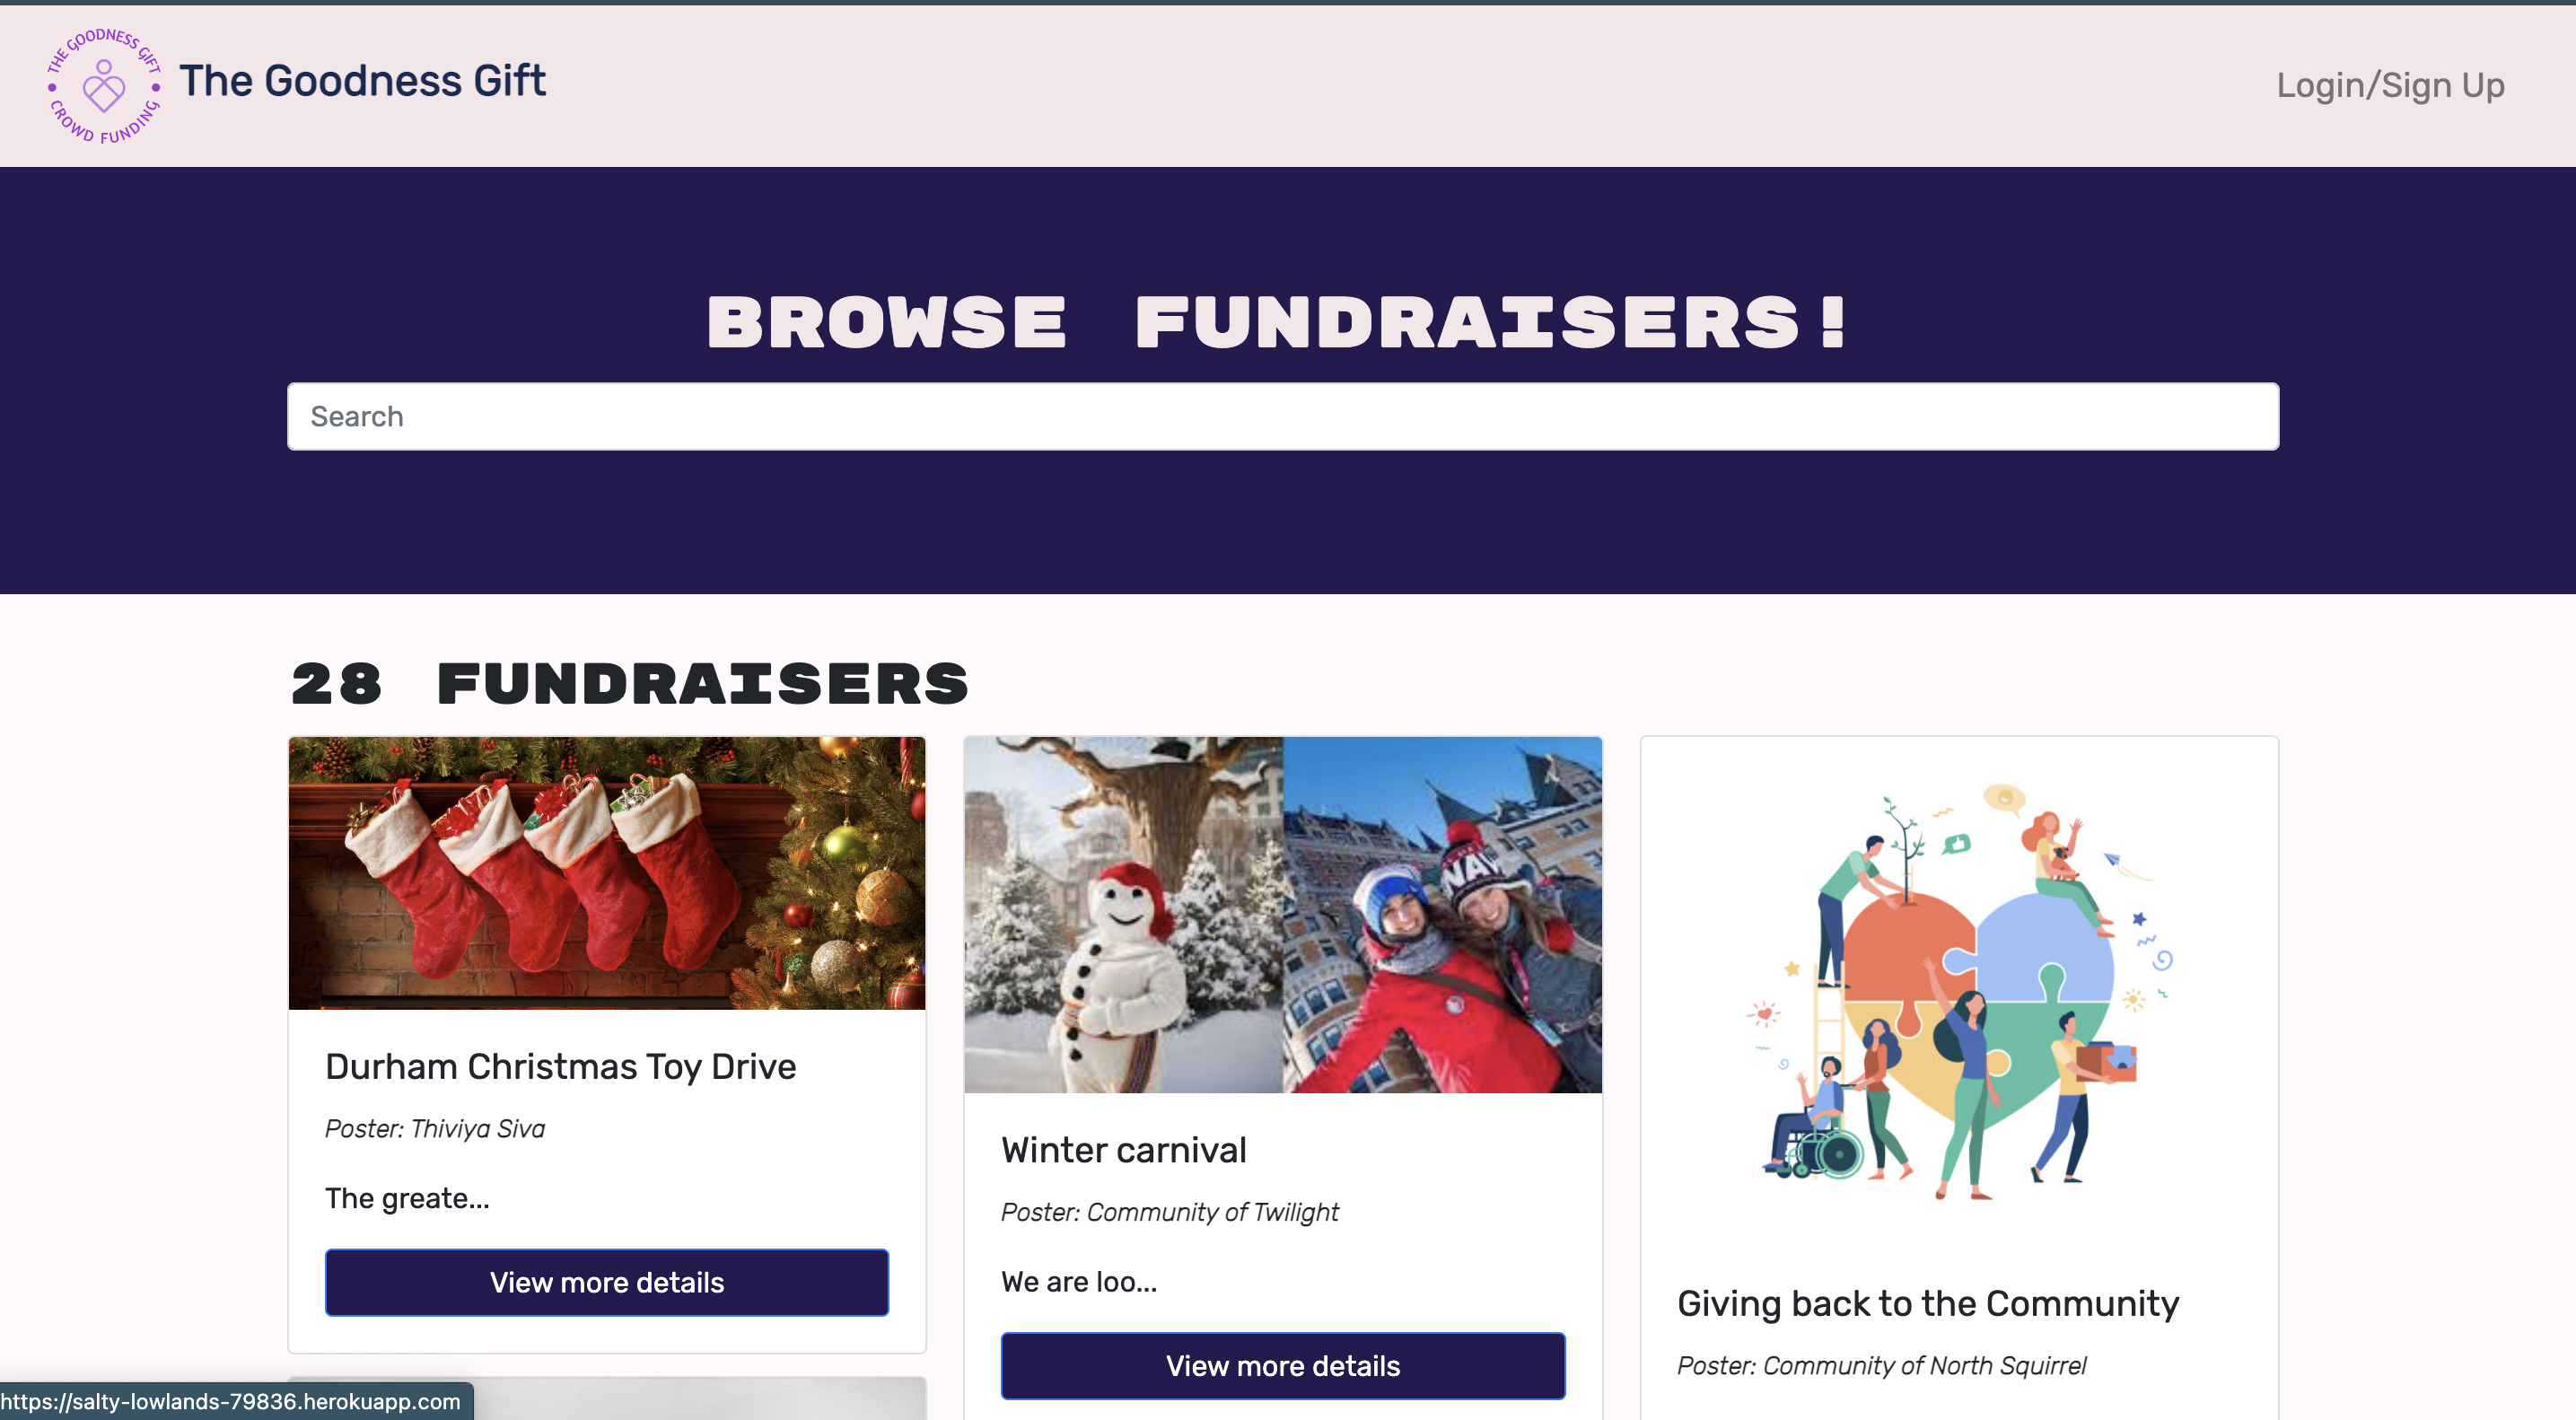 THE GOODNESS GIFT
CROWD FUNDING
The Goodness Gift
Login/Sign Up
BROWSE FUNDRAISERS!
Search
28 FUNDRAISERS
Durham Christmas Toy Drive
Poster: Thiviya Siva
The greate...
View more details
NAV
Winter carnival
Poster: Community of Twilight
We are loo...
View more details
Giving back to the Community
Poster: Community of North Squirrel
https://salty-lowlands-79836.herokuapp.com